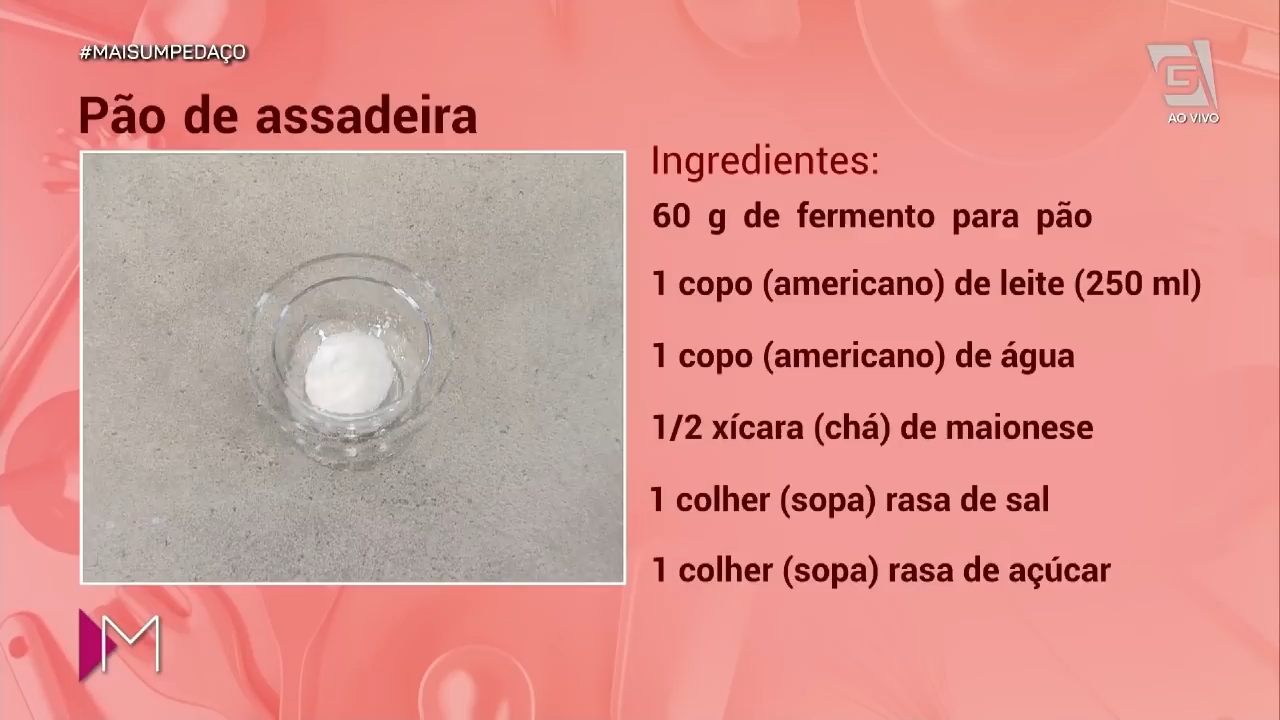 #MAISUMPEDAÇO
Pão de assadeira
AO VIVO
Ingredientes:
60 g de fermento para pão
1 copo (americano) de leite (250 ml)
1 copo (americano) de água
1/2 xícara (chá) de maionese
1 colher (sopa) rasa de sal
1 colher (sopa) rasa de açúcar
M